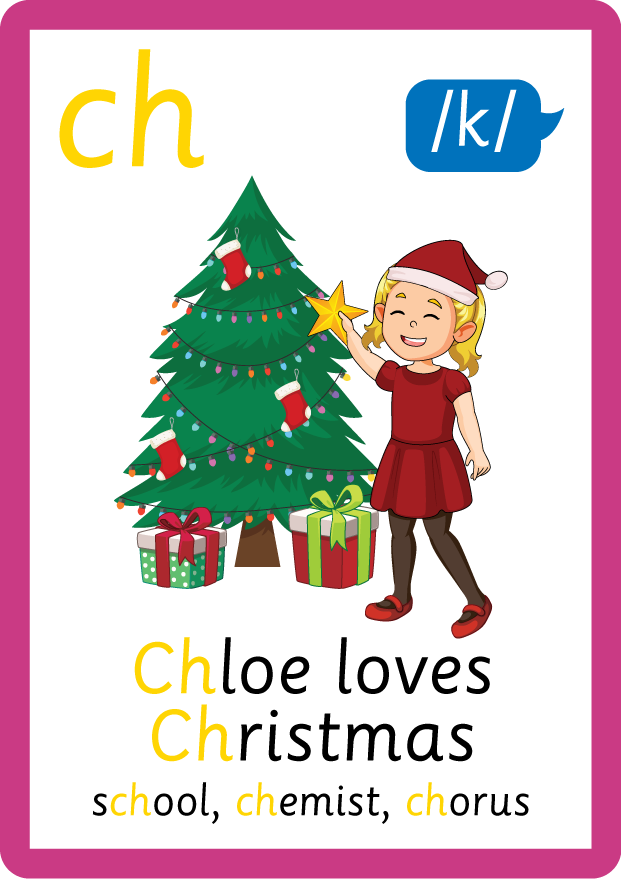 ch
/k/
Chloe loves
Christmas
school, chemist, chorus